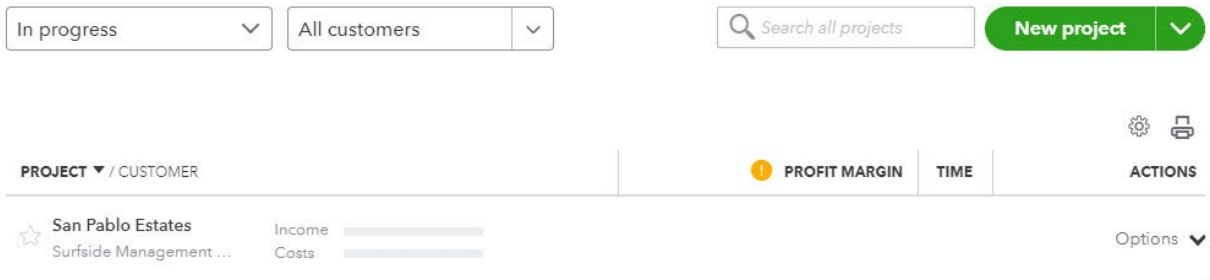 In progress
All customers
Search all projects
New project
PROJECT / CUSTOMER
PROFIT MARGIN
TIME
ACTIONS
San Pablo Estates
Surfside Management ...
Income
Costs
Options